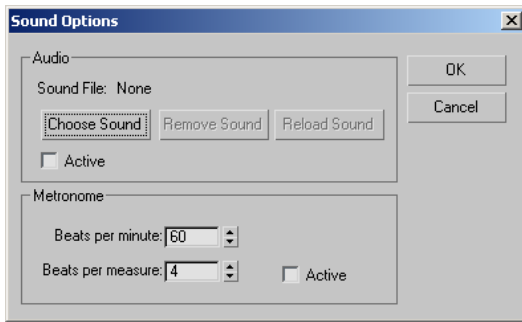 Sound Options
Audio
OK
Sound File: None
Cancel
Choose Sound Remove Sound Reload Sound
Active
Metronome
Beats per minute: 60
Beats per measure: 4
Active